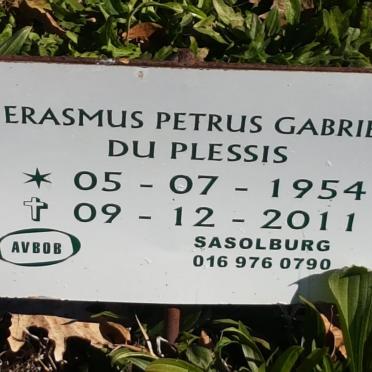 ERASMUS PETRUS GABRIE
DU PLESSIS
05 - 07 - 1954
09 - 12 - 2011
AVBOB
SASOLBURG
016 976 0790